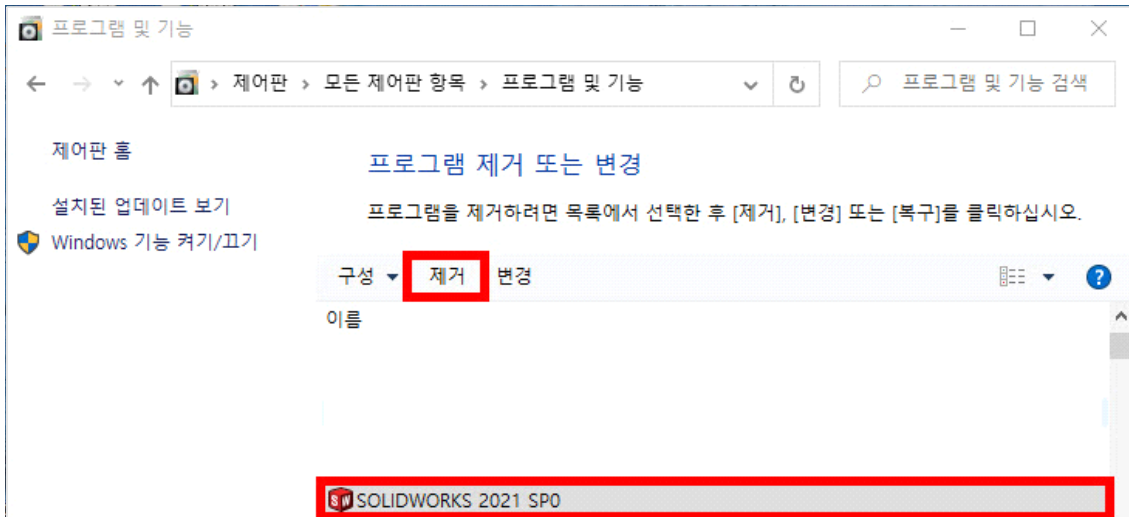 프로그램 및 기능
제어판 › 모든 제어판 항목 › 프로그램 및 기능
프로그램 및 기능 검색
제어판 홈
프로그램 제거 또는 변경
설치된 업데이트 보기
프로그램을 제거하려면 목록에서 선택한 후 [제거], [변경] 또는 [복구]를 클릭하십시오.
Windows 기능 켜기/끄기
구성 제거 변경
이름
SW SOLIDWORKS 2021 SP0